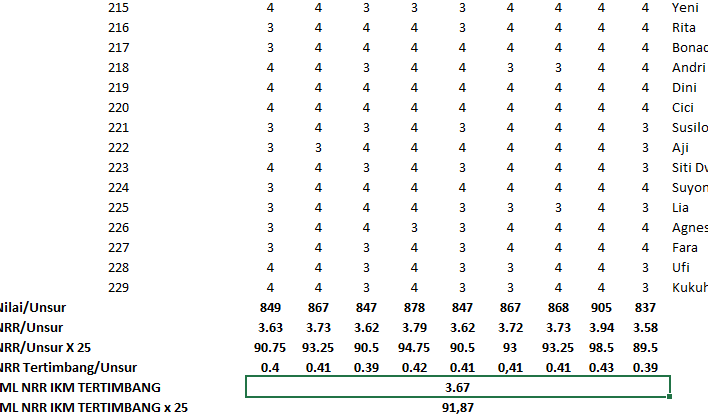 215 4 4 3 3 3 4 4 4 4 Yeni
216 3 4 4 4 3 4 4 4 4 Rita
217 3 4 4 4 4 4 4 4 4 Bonac
218 4 4 3 4 4 3 3 4 4 Andri
219 4 4 4 4 4 4 4 4 4 Dini
220 4 4 4 4 4 4 4 4 4 Cici
221 3 4 3 4 3 4 4 4 3 Susilo
222 3 3 4 4 4 4 4 4 3 Aji
223 4 4 3 4 3 4 4 4 3 Siti Dv
224 3 4 4 4 4 4 4 4 4 Suyon
225 3 4 4 4 3 3 3 4 3 Lia
226 3 4 4 3 3 4 4 4 4 Agnes
227 3 4 3 4 3 4 4 4 4 Fara
228 4 4 3 4 3 3 4 4 3 Ufi
229 4 4 3 4 3 3 4 4 3 Kukuh
Nilai/Unsur 849 867 847 878 847 867 868 905 837
NRR/Unsur 3.63 3.73 3.62 3.79 3.62 3.72 3.73 3.94 3.58
NRR/Unsur X 25 90.75 93.25 90.5 94.75 90.5 93 93.25 98.5 89.5
NRR Tertimbang/Unsur 0.4 0.41 0.39 0.42 0.41 0,41 0.41 0.43 0.39
ML NRR IKM TERTIMBANG 3.67
ML NRR IKM TERTIMBANG x 25 91,87